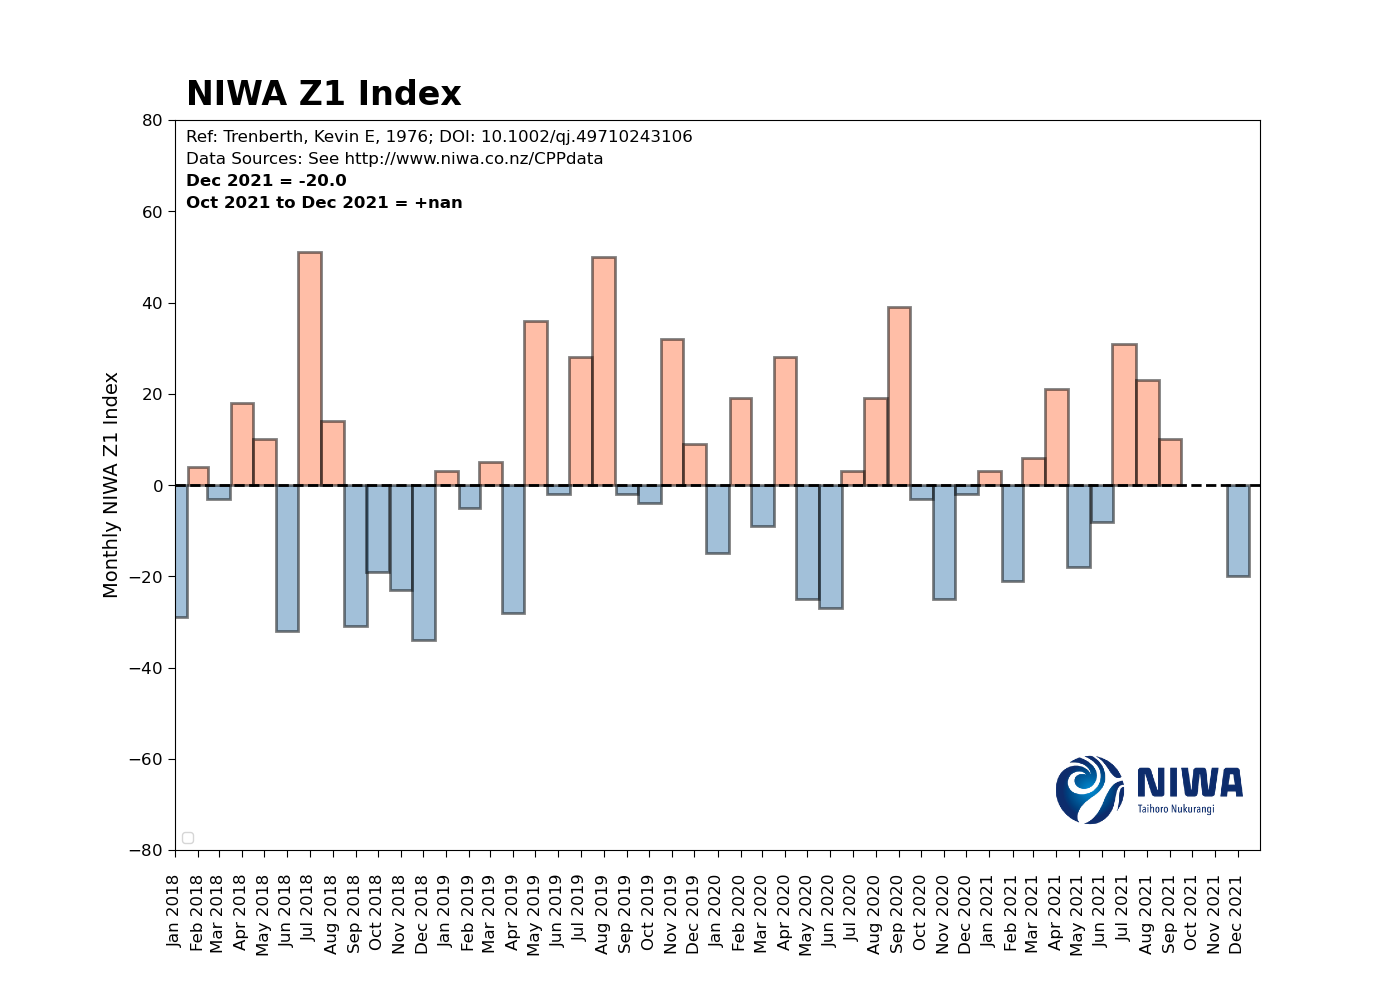 NIWA Z1 Index
Ref: Trenberth, Kevin E, 1976; DOI: 10.1002/qj.49710243106
Data Sources: See http://www.niwa.co.nz/CPPdata
Dec 2021 = -20.0
Oct 2021 to Dec 2021 = +nan
80
60
40
20
0
−20
−40
−60
−80
Monthly NIWA Z1 Index
NIWA
Taihoro Nukurangi
Jan 2018
Feb 2018
Mar 2018
Apr 2018
May 2018
Jun 2018
Jul 2018
Aug 2018
Sep 2018
Oct 2018
Nov 2018
Dec 2018
Jan 2019
Feb 2019
Mar 2019
Apr 2019
May 2019
Jun 2019
Jul 2019
Aug 2019
Sep 2019
Oct 2019
Nov 2019
Dec 2019
Jan 2020
Feb 2020
Mar 2020
Apr 2020
May 2020
Jun 2020
Jul 2020
Aug 2020
Sep 2020
Oct 2020
Nov 2020
Dec 2020
Jan 2021
Feb 2021
Mar 2021
Apr 2021
May 2021
Jun 2021
Jul 2021
Aug 2021
Sep 2021
Oct 2021
Nov 2021
Dec 2021